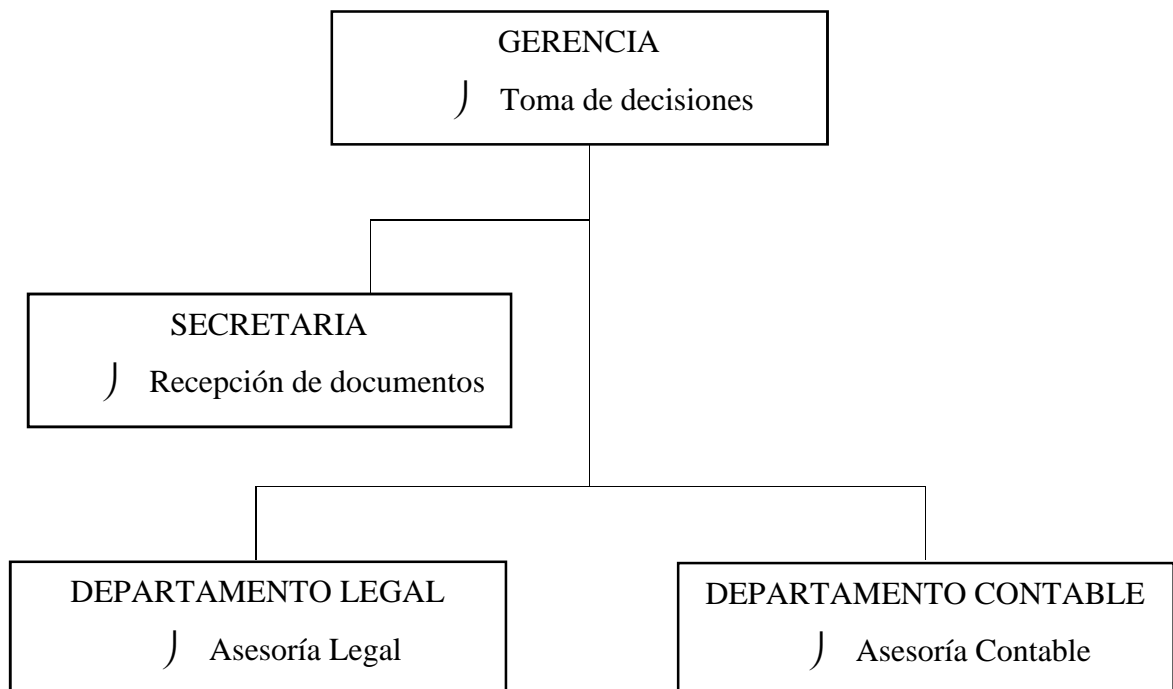 GERENCIA
Toma de decisiones
SECRETARIA
Recepción de documentos
DEPARTAMENTO LEGAL
Asesoría Legal
DEPARTAMENTO CONTABLE
Asesoría Contable